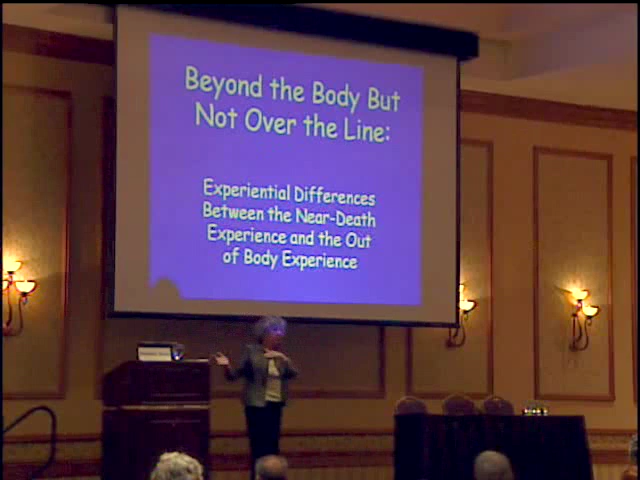 Beyond the Body But
Not Over the Line:
Experiential Differences
Between the Near-Death
Experience and the Out
of Body Experience